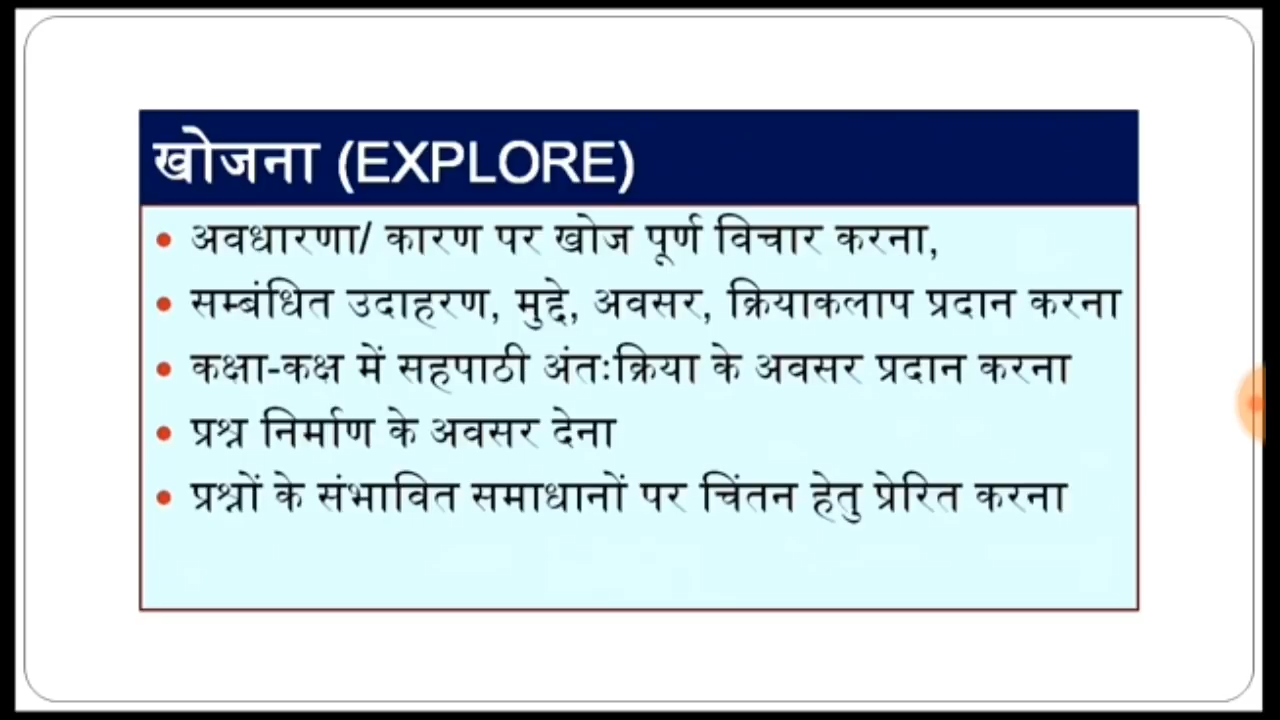 खोजना (EXPLORE)
• अवधारणा/ कारण पर खोज पूर्ण विचार करना,
• सम्बंधित उदाहरण, मुद्दे, अवसर, क्रियाकलाप प्रदान करना
• कक्षा-कक्ष में सहपाठी अंतःक्रिया के अवसर प्रदान करना
• प्रश्न निर्माण के अवसर देना
• प्रश्नों के संभावित समाधानों पर चिंतन हेतु प्रेरित करना